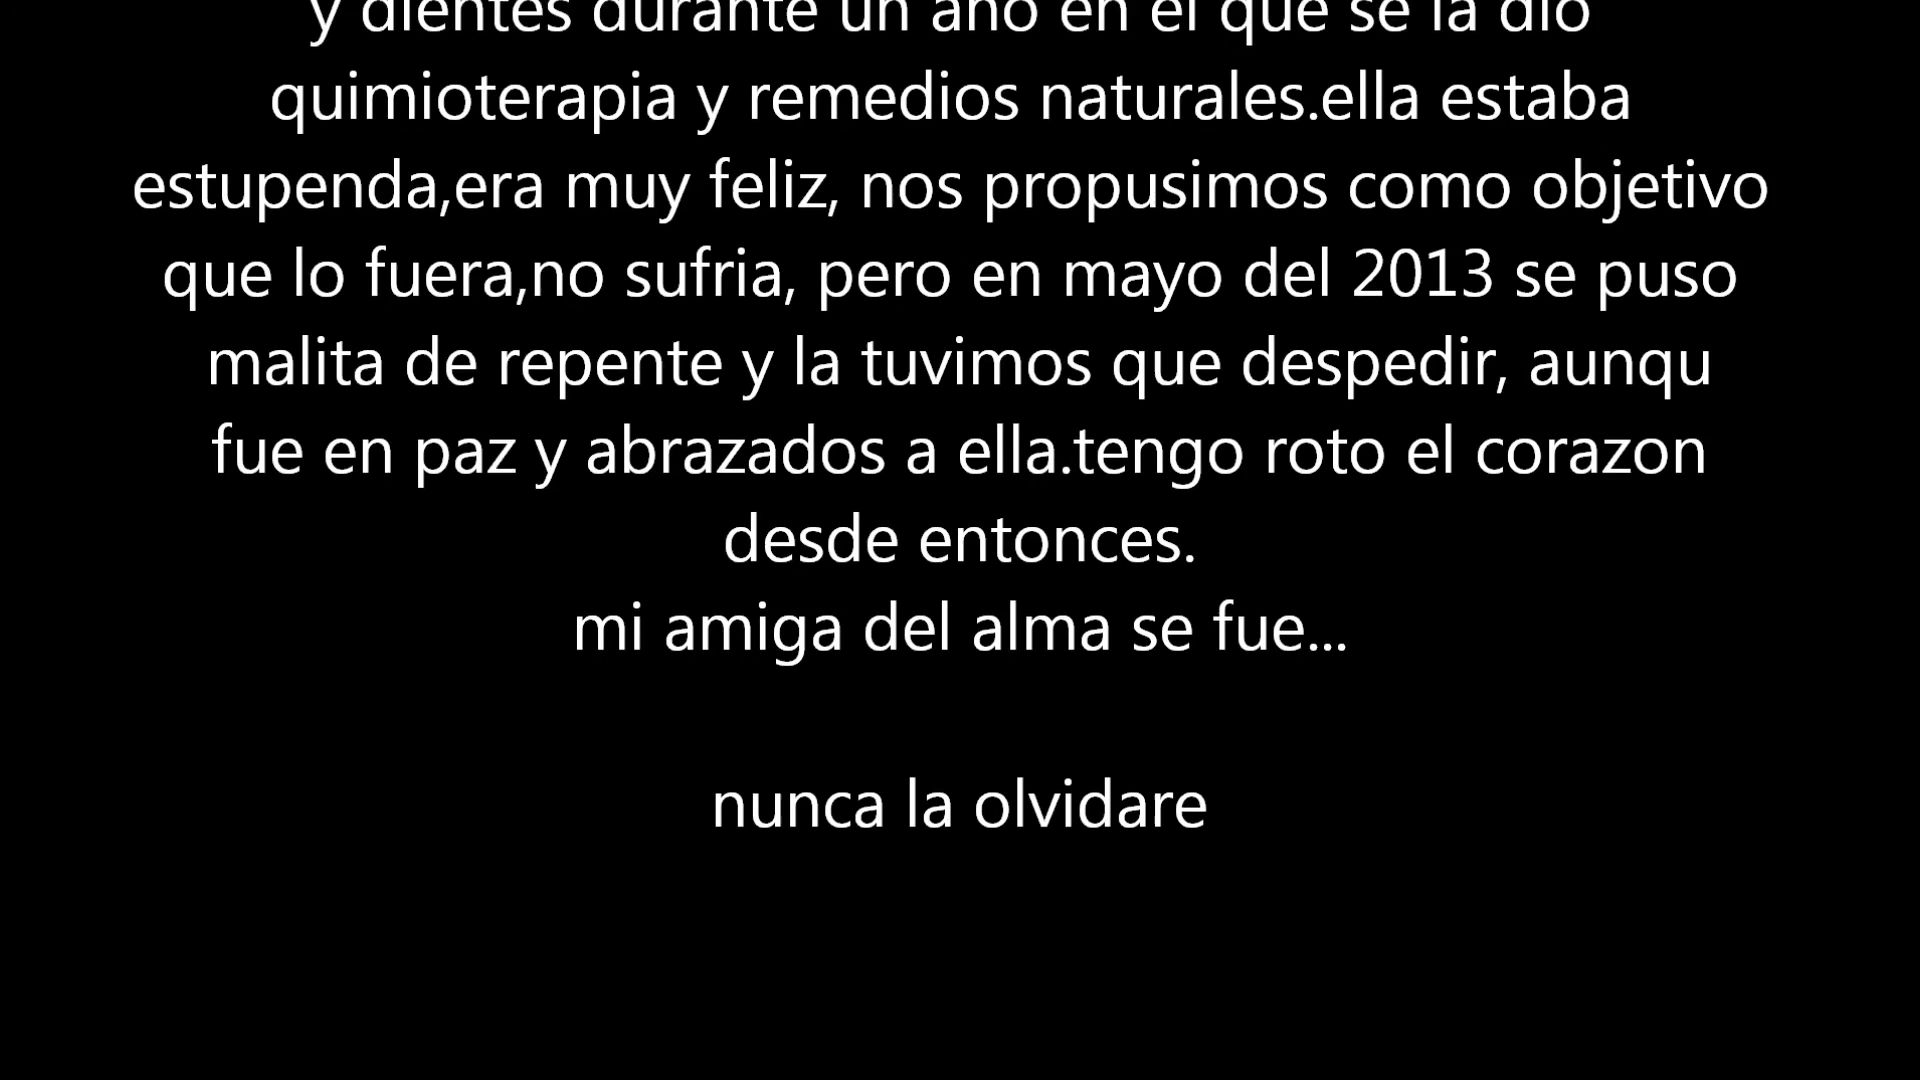 y dientes durante un año en el que se la dio
quimioterapia y remedios naturales.ella estaba
estupenda,era muy feliz, nos propusimos como objetivo
que lo fuera,no sufria, pero en mayo del 2013 se puso
malita de repente y la tuvimos que despedir, aunqu
fue en paz y abrazados a ella.tengo roto el corazon
desde entonces.
mi amiga del alma se fue...
nunca la olvidare